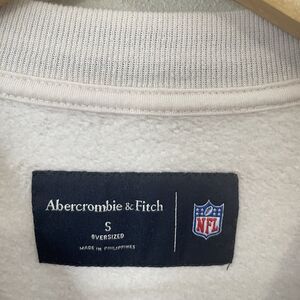 Abercrombie & Fitch
S
OVERSIZED
MADE IN PHILIPPINES
NFL